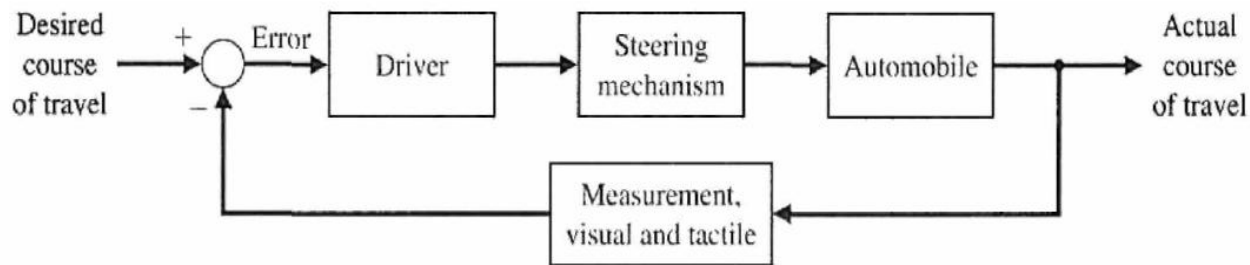 Desired
course
of travel
+
−
Error
Driver
Steering
mechanism
Automobile
Actual
course
of travel
Measurement,
visual and tactile